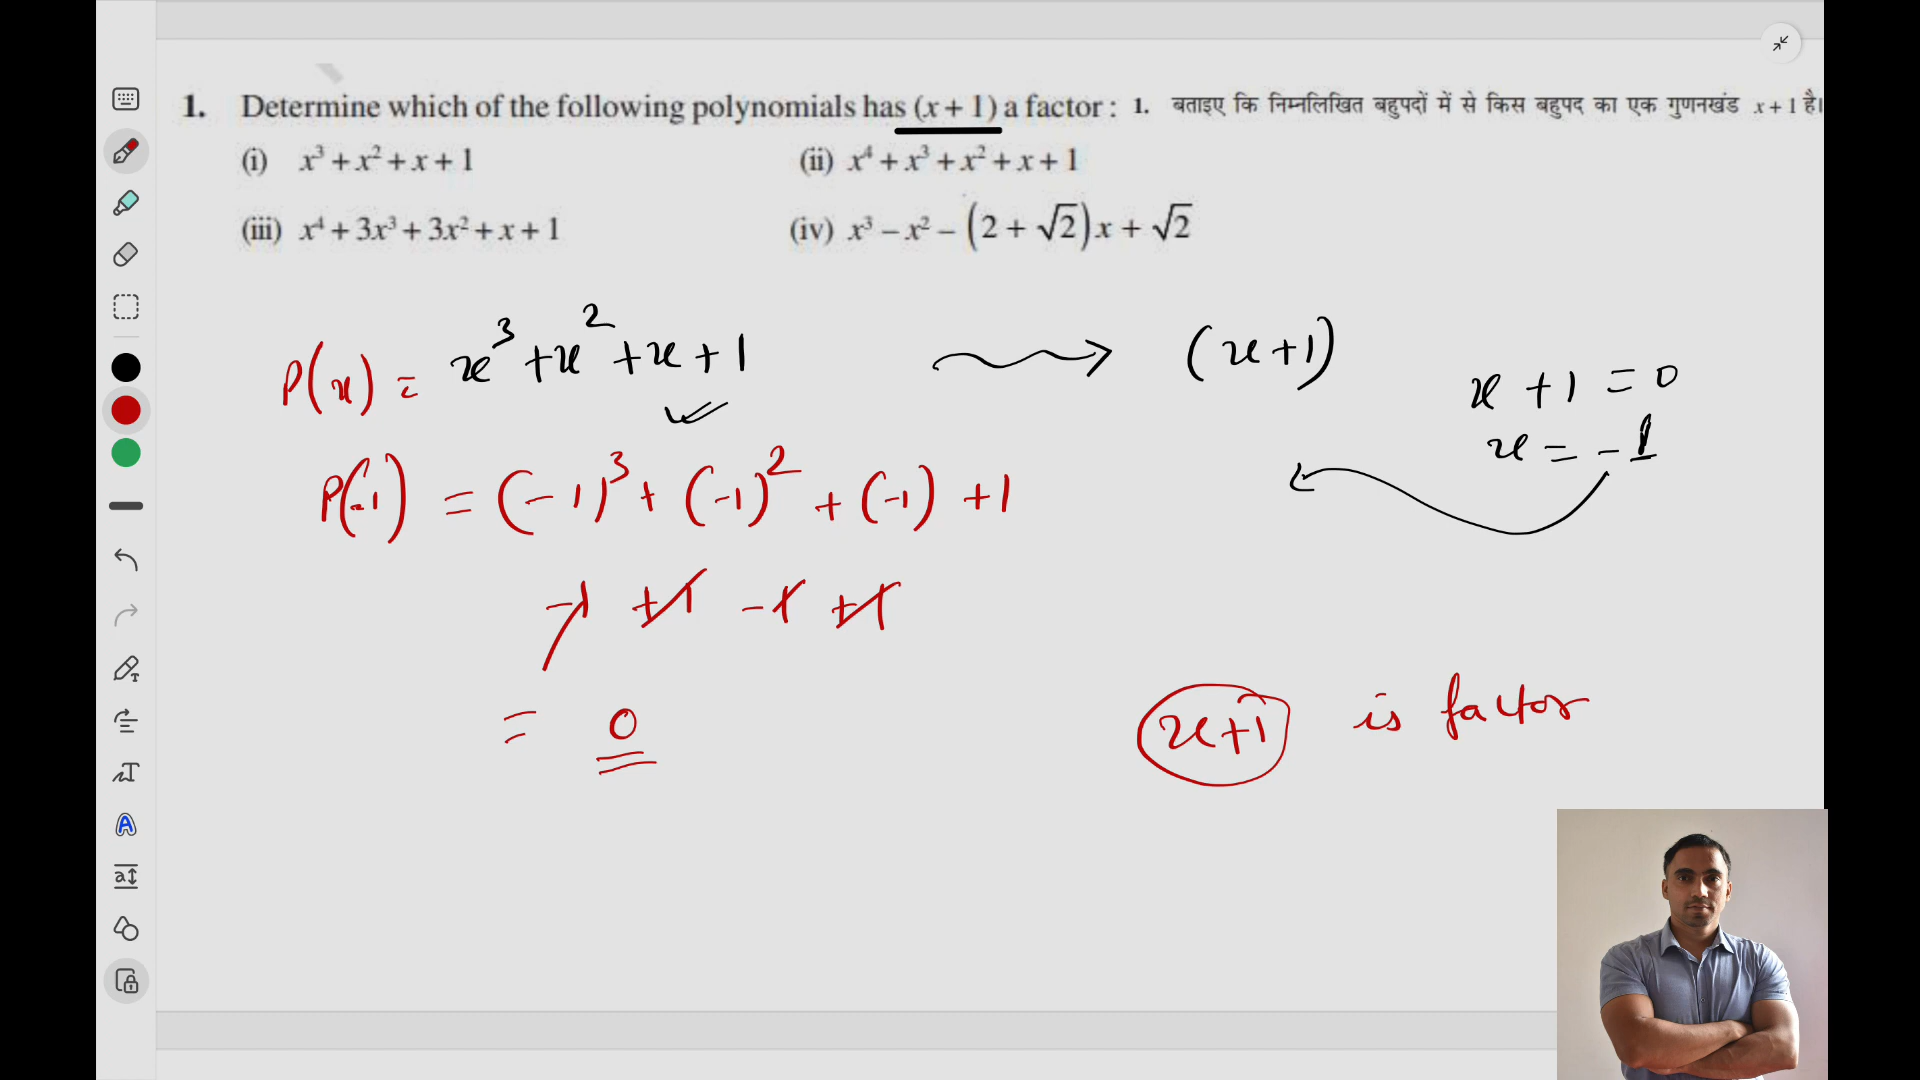 1. Determine which of the following polynomials has (x + 1) a factor : 1. बताइए कि निम्नलिखित बहुपदों में से किस बहुपद का एक गुणनखंड x + 1 है।
(i) x³ + x² + x + 1 (ii) x⁴ + x³ + x² + x + 1
(iii) x⁴ + 3x³ + 3x² + x + 1 (iv) x³ – x² – (2 + √2)x + √2
P(x) = x³ + x² + x + 1 (x+1)
x + 1 = 0
x = -1
P(-1) = (-1)³ + (-1)² + (-1) + 1
-1 +1 -1 +1
= 0
x+1 is factor